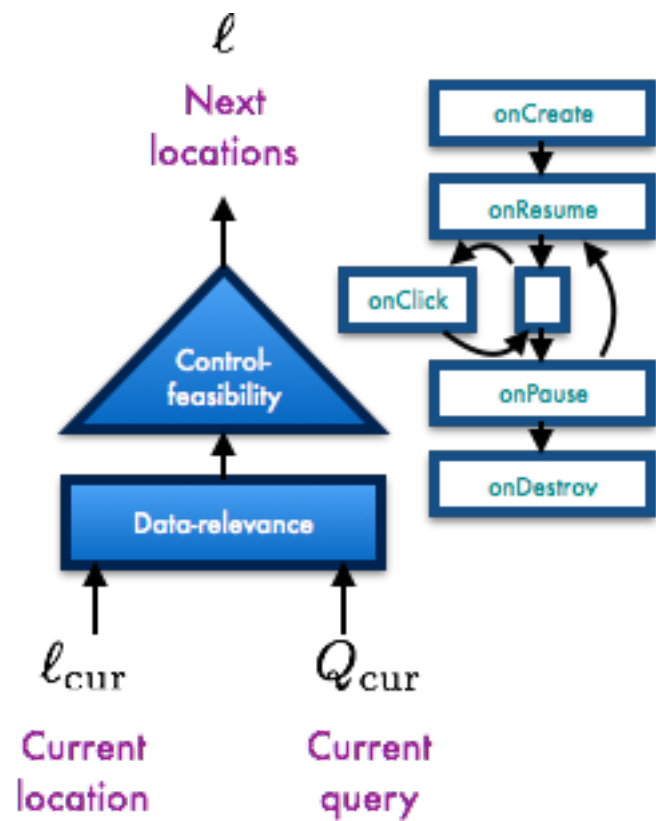 ℓ
Next
locations
Control-
feasibility
Data-relevance
ℓcur
Qcur
Current
location
Current
query
onCreate
onResume
onClick
onPause
onDestroy